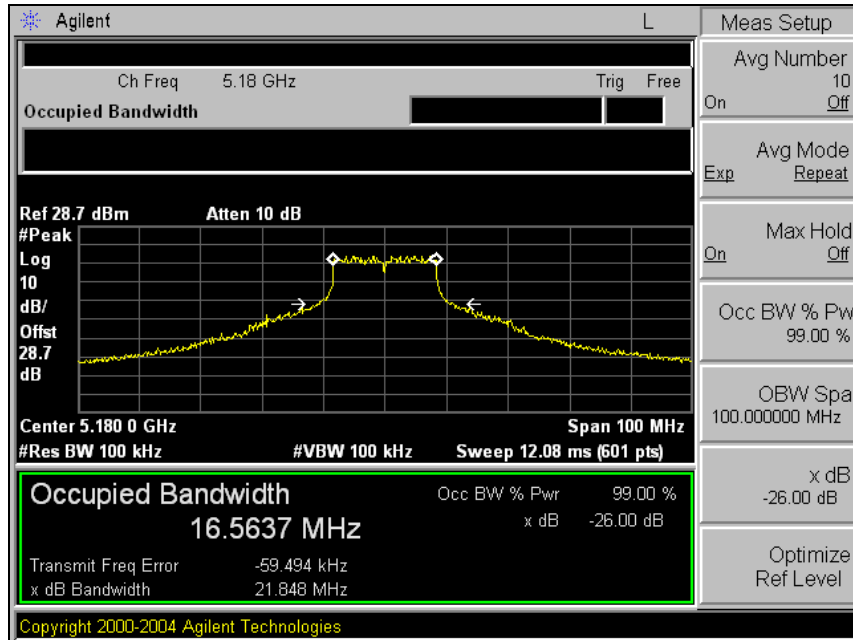 Agilent L
Ch Freq 5.18 GHz Trig Free
Occupied Bandwidth
Ref 28.7 dBm Atten 10 dB
#Peak
Log
10
dB/
Offst
28.7
dB
Center 5.180 0 GHz Span 100 MHz
#Res BW 100 kHz #VBW 100 kHz Sweep 12.08 ms (601 pts)
Occupied Bandwidth
16.5637 MHz
Occ BW % Pwr 99.00 %
x dB -26.00 dB
Transmit Freq Error -59.494 kHz
x dB Bandwidth 21.848 MHz
Copyright 2000-2004 Agilent Technologies
Meas Setup
Avg Number
10
On Off
Avg Mode
Exp Repeat
Max Hold
On Off
Occ BW % Pw
99.00 %
OBW Spa
100.000000 MHz
x dB
-26.00 dB
Optimize
Ref Level